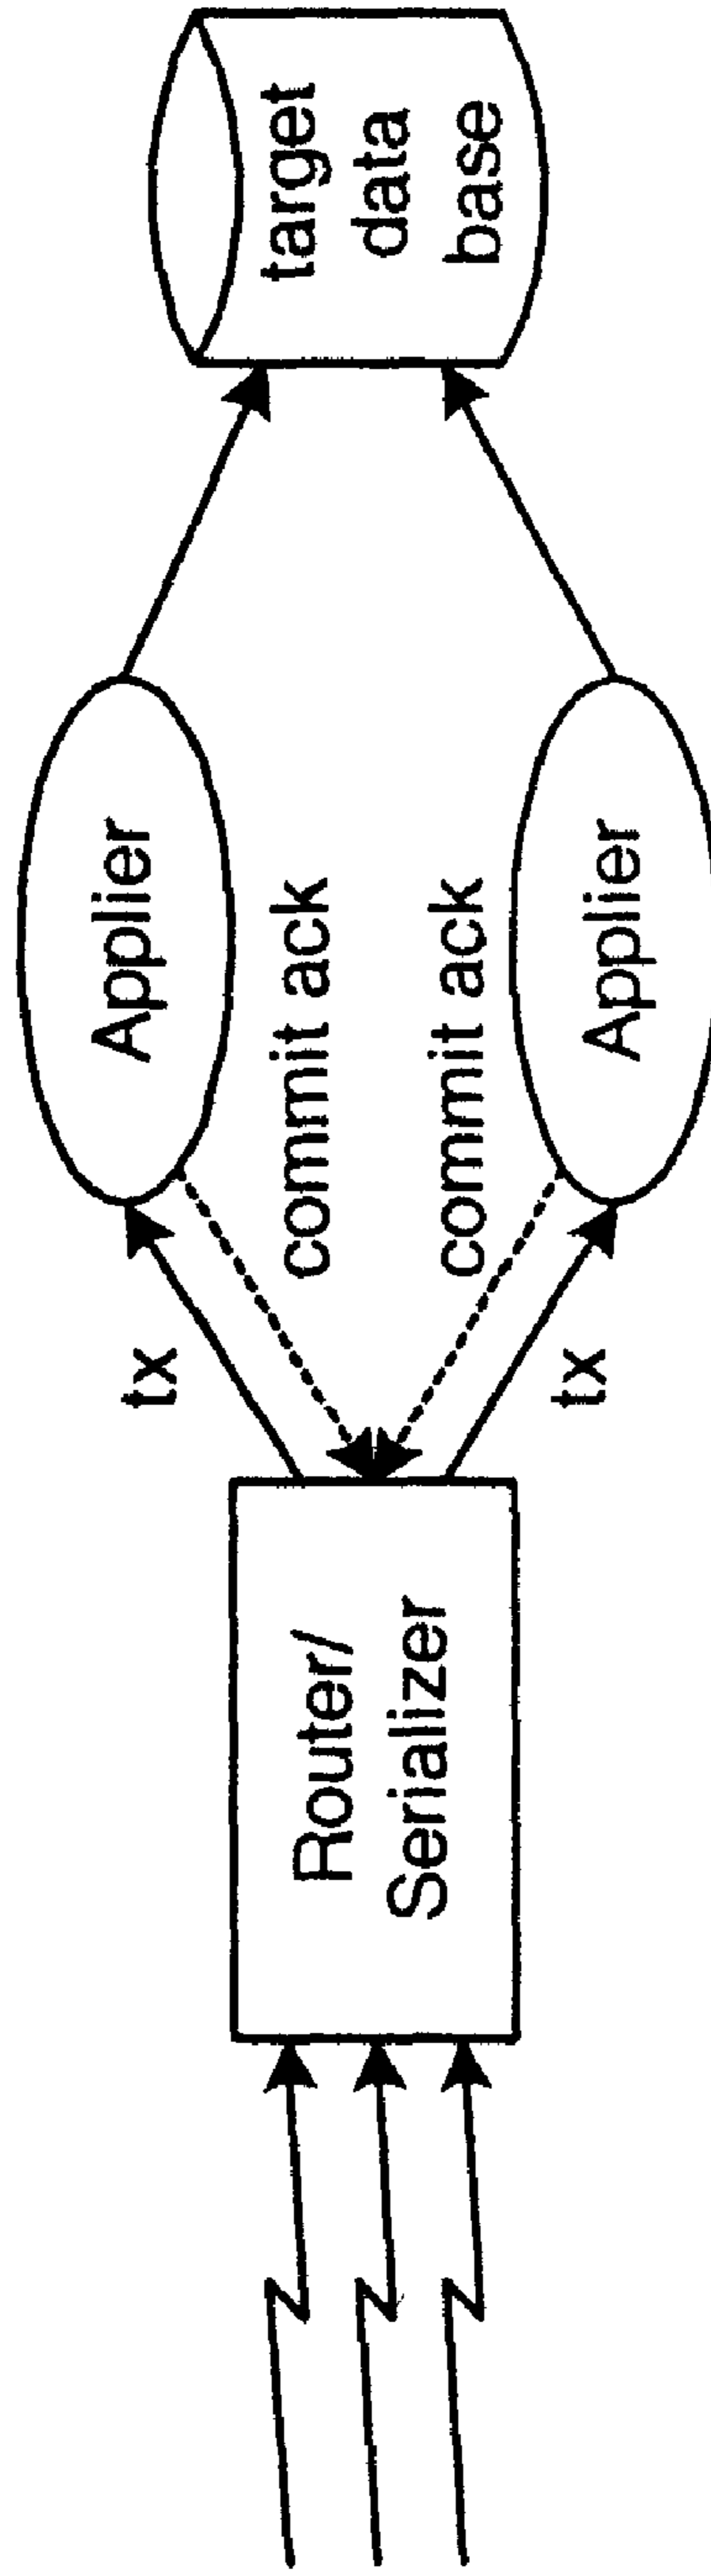 Router/
Serializer
tx
Applier
commit ack
commit ack
tx
Applier
target
data
base